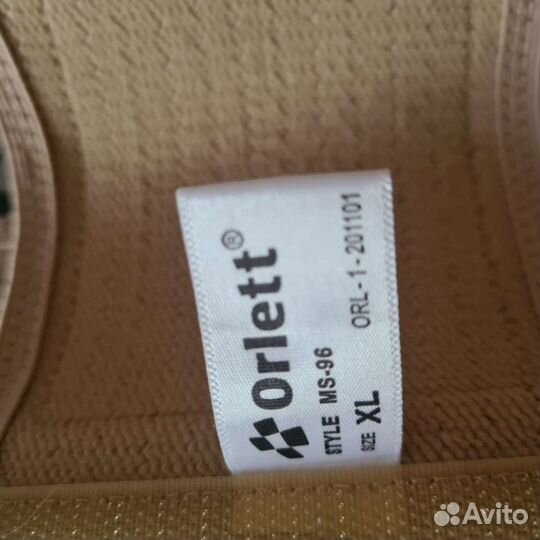 Orlett®
STYLE MS-96
SIZE XL ORL-1-201101
Avito